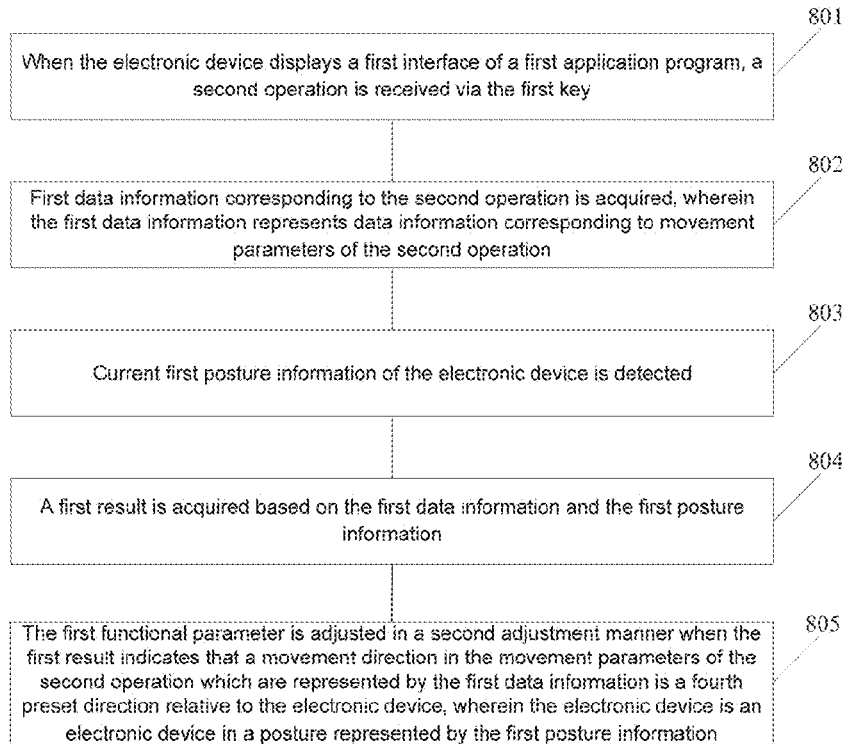 801
When the electronic device displays a first interface of a first application program, a
second operation is received via the first key
802
First data information corresponding to the second operation is acquired, wherein
the first data information represents data information corresponding to movement
parameters of the second operation
803
Current first posture information of the electronic device is detected
804
A first result is acquired based on the first data information and the first posture
information
805
The first functional parameter is adjusted in a second adjustment manner when the
first result indicates that a movement direction in the movement parameters of the
second operation which are represented by the first data information is a fourth
preset direction relative to the electronic device, wherein the electronic device is an
electronic device in a posture represented by the first posture information